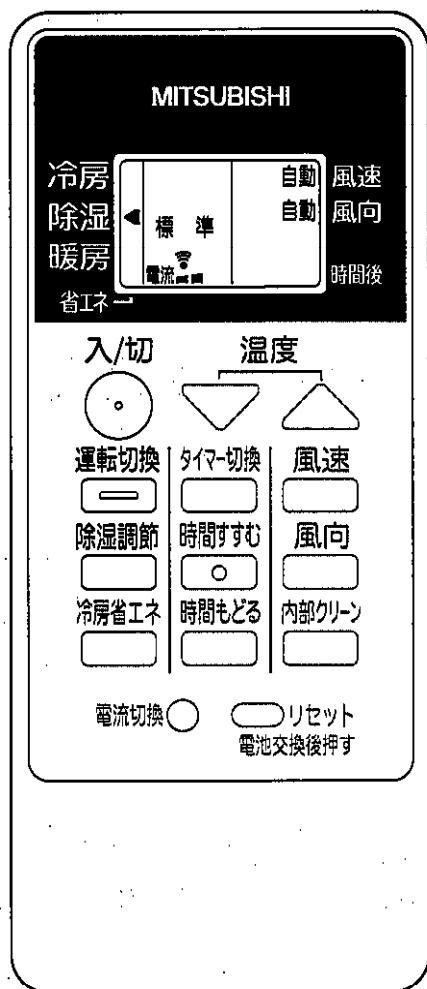 MITSUBISHI
冷房 自動 風速
除湿 標準 自動 風向
暖房
電流 時間後
省エネ
入/切 温度
運転切換 タイマー切換 風速
除湿調節 時間すすむ 風向
冷房省エネ 時間もどる 内部クリーン
電流切換 リセット
電池交換後押す